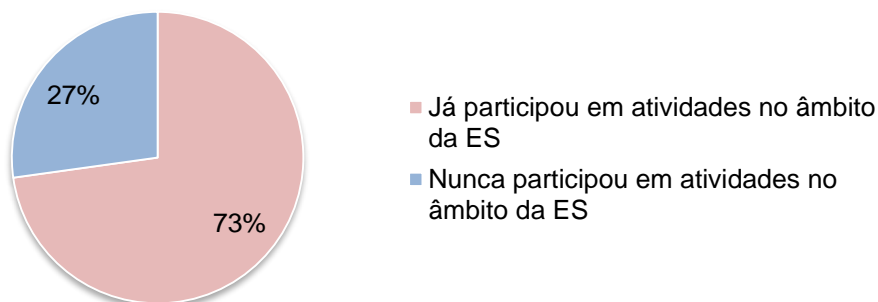 27%
73%
Já participou em atividades no âmbito
da ES
Nunca participou em atividades no
âmbito da ES